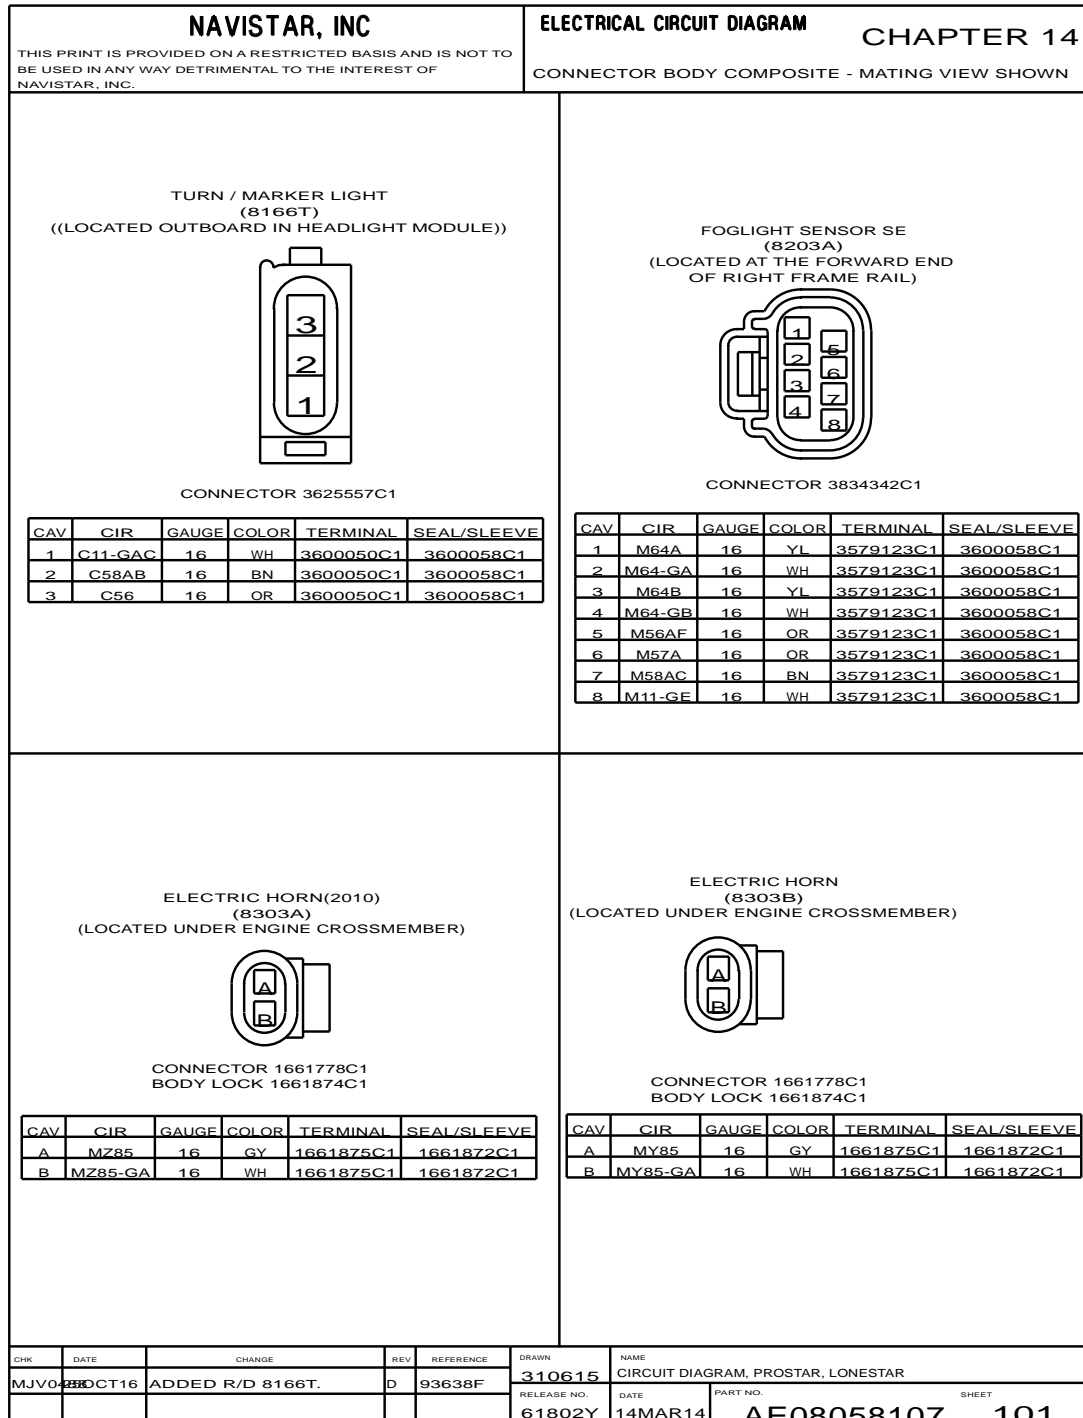 NAVISTAR, INC
THIS PRINT IS PROVIDED ON A RESTRICTED BASIS AND IS NOT TO
BE USED IN ANY WAY DETRIMENTAL TO THE INTEREST OF
NAVISTAR, INC.
ELECTRICAL CIRCUIT DIAGRAM
CHAPTER 14
CONNECTOR BODY COMPOSITE - MATING VIEW SHOWN
TURN / MARKER LIGHT
(8166T)
((LOCATED OUTBOARD IN HEADLIGHT MODULE))
3
2
1
CONNECTOR 3625557C1
CAV CIR GAUGE COLOR TERMINAL SEAL/SLEEVE
1 C11-GAC 16 WH 3600050C1 3600058C1
2 C58AB 16 BN 3600050C1 3600058C1
3 C56 16 OR 3600050C1 3600058C1
FOGLIGHT SENSOR SE
(8203A)
(LOCATED AT THE FORWARD END
OF RIGHT FRAME RAIL)
1
5
2
6
3
7
4
8
CONNECTOR 3834342C1
CAV CIR GAUGE COLOR TERMINAL SEAL/SLEEVE
1 M64A 16 YL 3579123C1 3600058C1
2 M64-GA 16 WH 3579123C1 3600058C1
3 M64B 16 YL 3579123C1 3600058C1
4 M64-GB 16 WH 3579123C1 3600058C1
5 M56AF 16 OR 3579123C1 3600058C1
6 M57A 16 OR 3579123C1 3600058C1
7 M58AC 16 BN 3579123C1 3600058C1
8 M11-GE 16 WH 3579123C1 3600058C1
ELECTRIC HORN(2010)
(8303A)
(LOCATED UNDER ENGINE CROSSMEMBER)
A
B
CONNECTOR 1661778C1
BODY LOCK 1661874C1
CAV CIR GAUGE COLOR TERMINAL SEAL/SLEEVE
A MZ85 16 GY 1661875C1 1661872C1
B MZ85-GA 16 WH 1661875C1 1661872C1
ELECTRIC HORN
(8303B)
(LOCATED UNDER ENGINE CROSSMEMBER)
A
B
CONNECTOR 1661778C1
BODY LOCK 1661874C1
CAV CIR GAUGE COLOR TERMINAL SEAL/SLEEVE
A MY85 16 GY 1661875C1 1661872C1
B MY85-GA 16 WH 1661875C1 1661872C1
CHK DATE CHANGE REV REFERENCE
ADDED R/D 8166T. D 93638F
DRAWN
310615
NAME
CIRCUIT DIAGRAM, PROSTAR, LONESTAR
RELEASE NO.
61802Y
DATE
14MAR14
PART NO.
AE08058107
SHEET
101